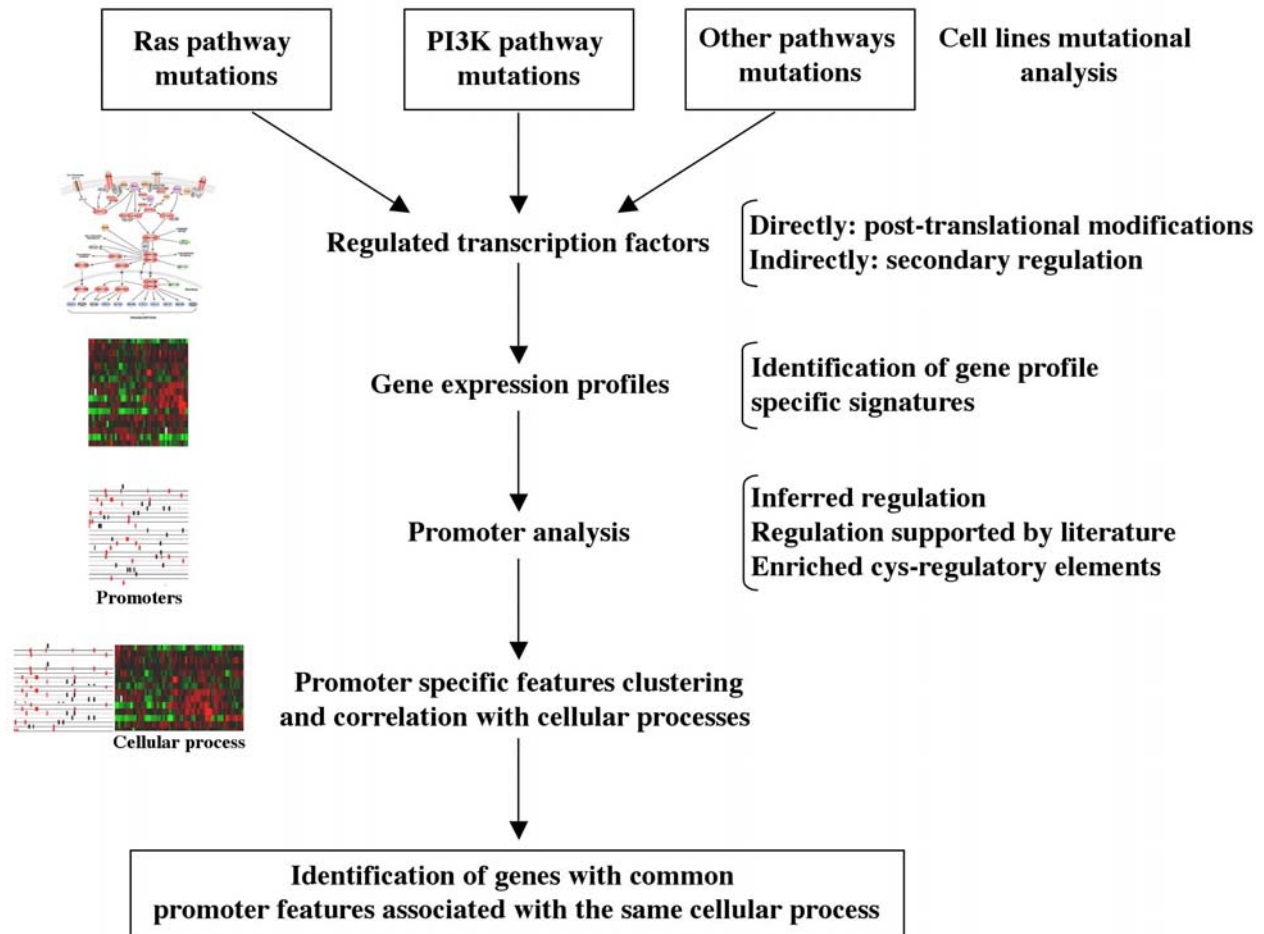 Ras pathway
mutations
PI3K pathway
mutations
Other pathways
mutations
Cell lines mutational
analysis
Regulated transcription factors
Directly: post-translational modifications
Indirectly: secondary regulation
Gene expression profiles
Identification of gene profile
specific signatures
Promoter analysis
Inferred regulation
Regulation supported by literature
Enriched cys-regulatory elements
Promoters
Promoter specific features clustering
and correlation with cellular processes
Cellular process
Identification of genes with common
promoter features associated with the same cellular process